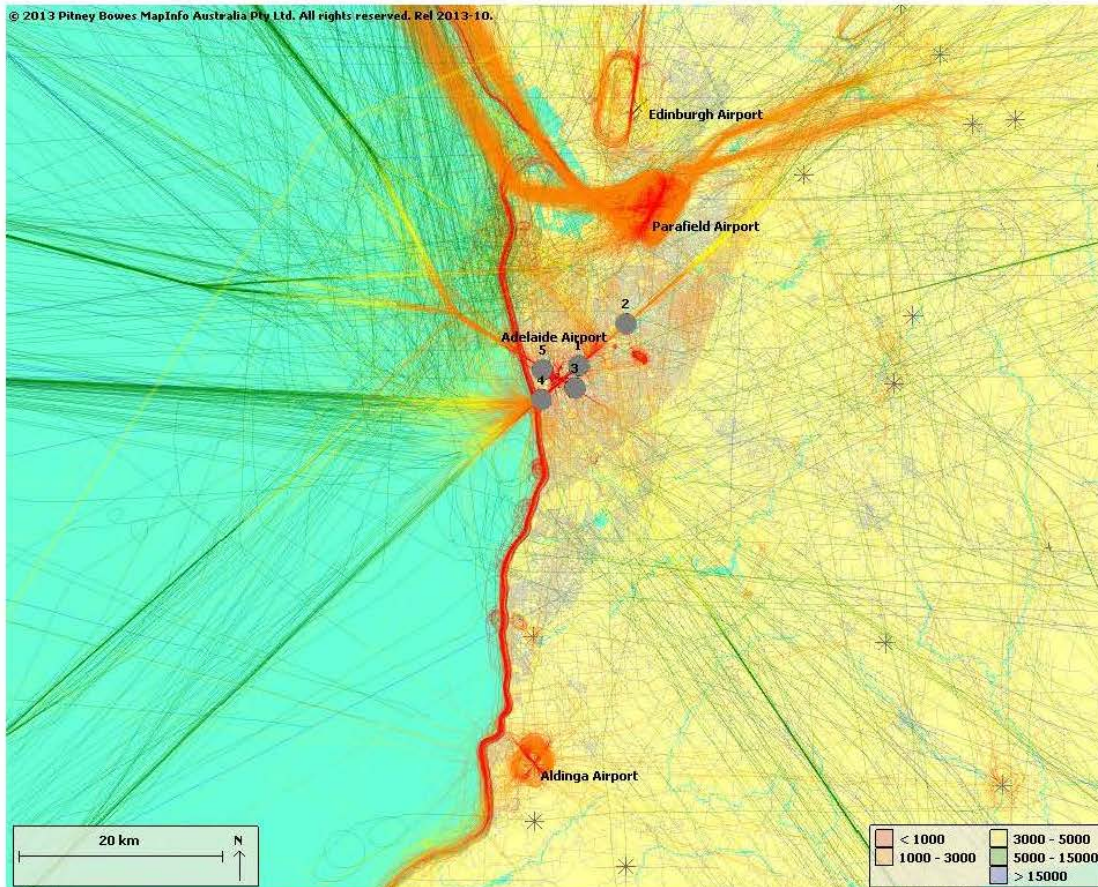 © 2013 Pitney Bowes MapInfo Australia Pty Ltd. All rights reserved. Rel 2013-10.
Edinburgh Airport
Parafield Airport
2
Adelaide Airport
1
5
3
4
Aldinga Airport
20 km
N
< 1000
3000 - 5000
1000 - 3000
5000 - 15000
> 15000